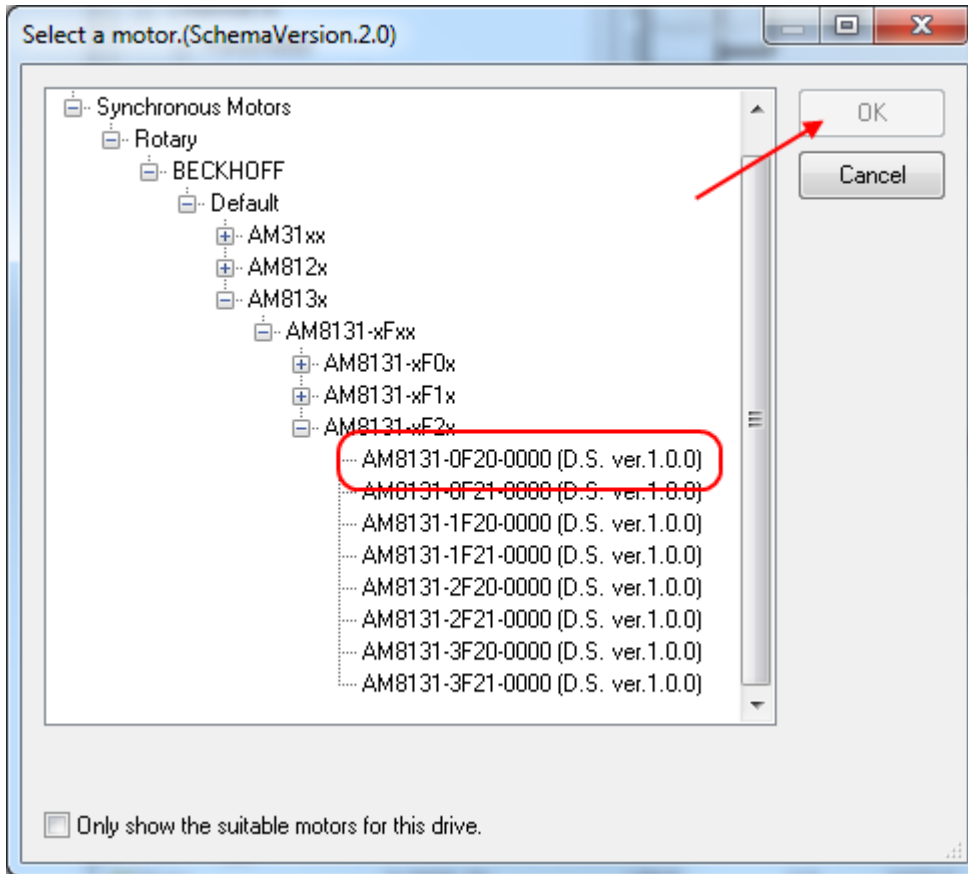 Select a motor.(SchemaVersion.2.0)
Synchronous Motors
Rotary
BECKHOFF
Default
AM31xx
AM812x
AM813x
AM8131-xFxx
AM8131-xF0x
AM8131-xF1x
AM8131-xF2x
AM8131-0F20-0000 (D.S. ver.1.0.0)
AM8131-0F21-0000 (D.S. ver.1.0.0)
AM8131-1F20-0000 (D.S. ver.1.0.0)
AM8131-1F21-0000 (D.S. ver.1.0.0)
AM8131-2F20-0000 (D.S. ver.1.0.0)
AM8131-2F21-0000 (D.S. ver.1.0.0)
AM8131-3F20-0000 (D.S. ver.1.0.0)
AM8131-3F21-0000 (D.S. ver.1.0.0)
OK
Cancel
Only show the suitable motors for this drive.